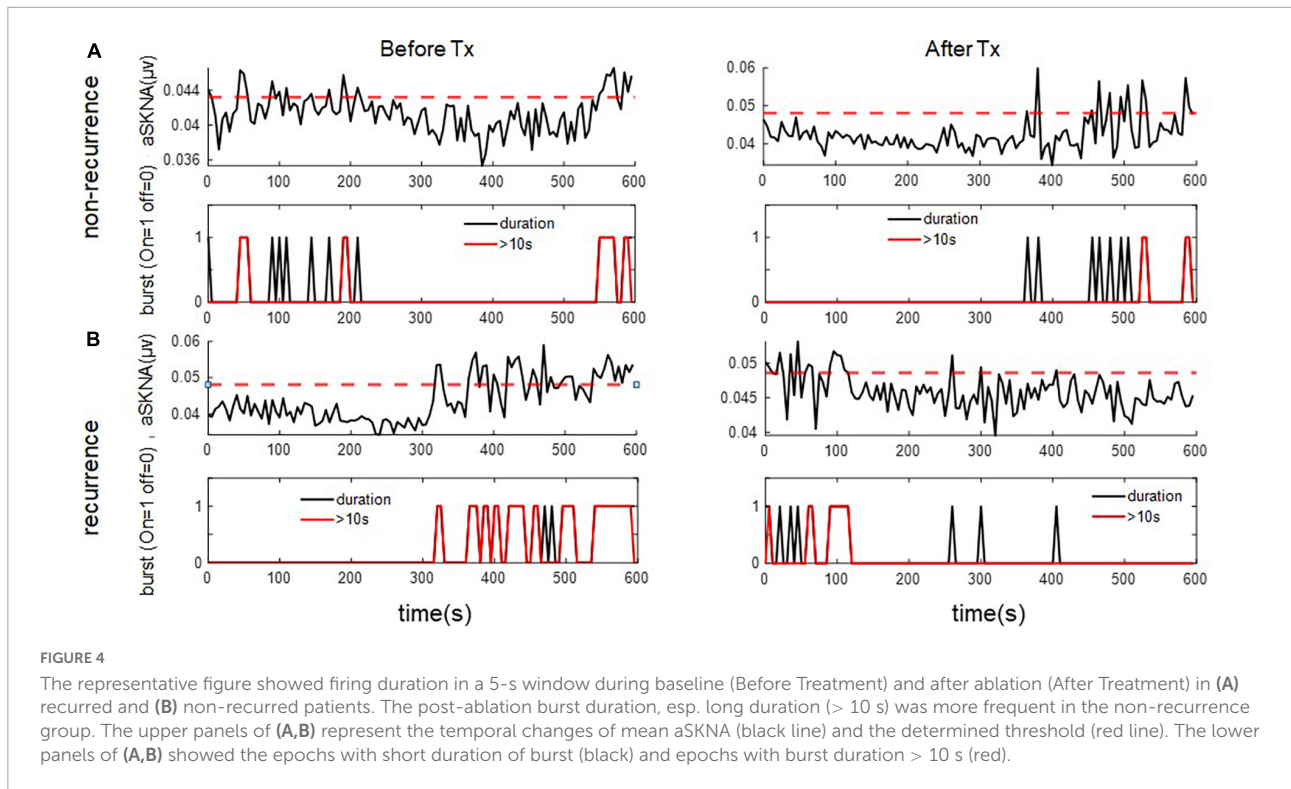 A
Before Tx
After Tx
non-recurrence
burst (On=1 off=0) , aSKNA(μv)
0.044
0.04
0.036
0 100 200 300 400 500 600
0.06
0.05
0.04
0 100 200 300 400 500 600
1
0
duration
>10s
0 100 200 300 400 500 600
1
0
duration
>10s
0 100 200 300 400 500 600
B
recurrence
burst (On=1 off=0) , aSKNA(μv)
0.06
0.05
0.04
0 100 200 300 400 500 600
0.05
0.045
0.04
0 100 200 300 400 500 600
1
0
duration
>10s
0 100 200 300 400 500 600
1
0
duration
>10s
0 100 200 300 400 500 600
time(s)
time(s)
FIGURE 4
The representative figure showed firing duration in a 5-s window during baseline (Before Treatment) and after ablation (After Treatment) in (A)
recurred and (B) non-recurred patients. The post-ablation burst duration, esp. long duration (> 10 s) was more frequent in the non-recurrence
group. The upper panels of (A,B) represent the temporal changes of mean aSKNA (black line) and the determined threshold (red line). The lower
panels of (A,B) showed the epochs with short duration of burst (black) and epochs with burst duration > 10 s (red).